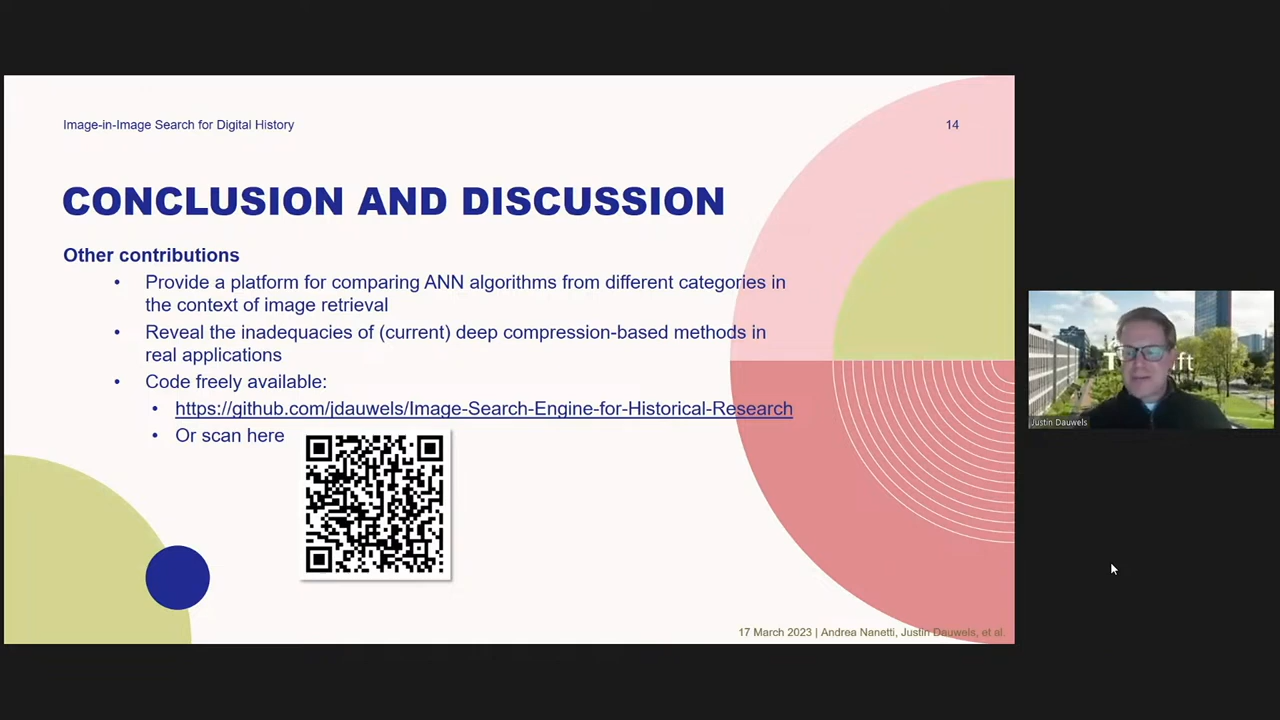 Image-in-Image Search for Digital History
14
CONCLUSION AND DISCUSSION
Other contributions
• Provide a platform for comparing ANN algorithms from different categories in
the context of image retrieval
• Reveal the inadequacies of (current) deep compression-based methods in
real applications
• Code freely available:
• https://github.com/jdauwels/Image-Search-Engine-for-Historical-Research
• Or scan here
17 March 2023 | Andrea Nanetti, Justin Dauwels, et al.
Justin Dauwels